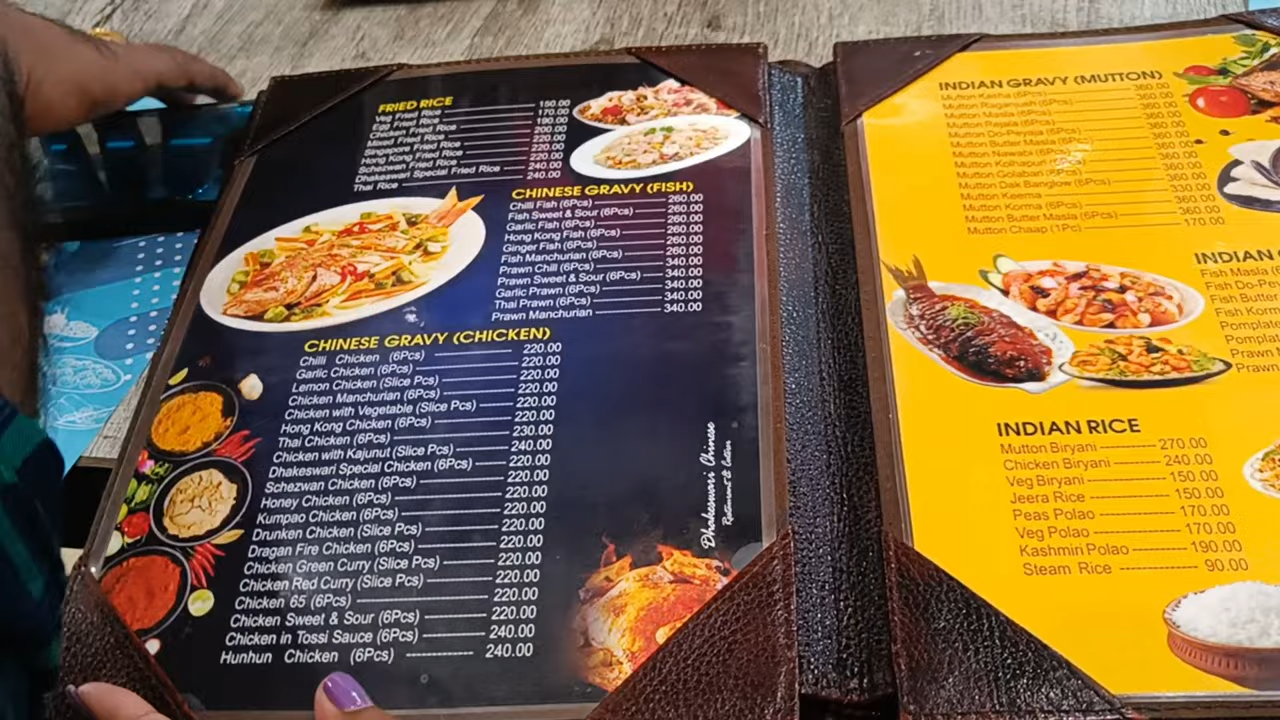 FRIED RICE
Veg Fried Rice 150.00
Egg Fried Rice 170.00
Chicken Fried Rice 190.00
Mixed Fried Rice 200.00
Singapore Fried Rice 220.00
Hong Kong Fried Rice 220.00
Schezwan Fried Rice 220.00
Dhakeswari Special Fried Rice 240.00
Thai Rice 240.00
CHINESE GRAVY (FISH)
Chilli Fish (6Pcs) 260.00
Fish Sweet & Sour (6Pcs) 260.00
Garlic Fish (6Pcs) 260.00
Hong Kong Fish (6Pcs) 260.00
Ginger Fish (6Pcs) 260.00
Fish Manchurian (6Pcs) 260.00
Prawn Chill (6Pcs) 340.00
Prawn Sweet & Sour (6Pcs) 340.00
Garlic Prawn (6Pcs) 340.00
Thai Prawn (6Pcs) 340.00
Prawn Manchurian 340.00
CHINESE GRAVY (CHICKEN)
Chilli Chicken (6Pcs) 220.00
Garlic Chicken (6Pcs) 220.00
Lemon Chicken (Slice Pcs) 220.00
Chicken Manchurian (6Pcs) 220.00
Chicken with Vegetable (Slice Pcs) 220.00
Hong Kong Chicken (6Pcs) 220.00
Thai Chicken (6Pcs) 230.00
Chicken with Kajunut (Slice Pcs) 240.00
Dhakeswari Special Chicken (6Pcs) 220.00
Schezwan Chicken (6Pcs) 220.00
Honey Chicken (6Pcs) 220.00
Kumpao Chicken (6Pcs) 220.00
Drunken Chicken (Slice Pcs) 220.00
Dragan Fire Chicken (6Pcs) 220.00
Chicken Green Curry (Slice Pcs) 220.00
Chicken Red Curry (Slice Pcs) 220.00
Chicken 65 (6Pcs) 220.00
Chicken Sweet & Sour (6Pcs) 220.00
Chicken in Tossi Sauce (6Pcs) 240.00
Hunhun Chicken (6Pcs) 240.00
Dhakeswari Chinese
Restaurant & Caterer
INDIAN GRAVY (MUTTON)
Mutton Kasha (6Pcs) 360.00
Mutton Raganjush (6Pcs) 360.00
Mutton Masla (6Pcs) 360.00
Mutton Rejala (6Pcs) 360.00
Mutton Do-Peyaja (6Pcs) 360.00
Mutton Butter Masla (6Pcs) 360.00
Mutton Nawabi (6Pcs) 360.00
Mutton Kolhapuri (6Pcs) 360.00
Mutton Golabari (6Pcs) 360.00
Mutton Dak Banglow (6Pcs) 360.00
Mutton Keema 330.00
Mutton Korma (6Pcs) 360.00
Mutton Butter Masla (6Pcs) 360.00
Mutton Chaap (1Pc) 170.00
INDIAN
Fish Masla
Fish Do-Pe
Fish Butter
Fish Korm
Pomplat
Pomplat
Prawn
Prawn
INDIAN RICE
Mutton Biryani 270.00
Chicken Biryani 240.00
Veg Biryani 150.00
Jeera Rice 150.00
Peas Polao 170.00
Veg Polao 170.00
Kashmiri Polao 190.00
Steam Rice 90.00